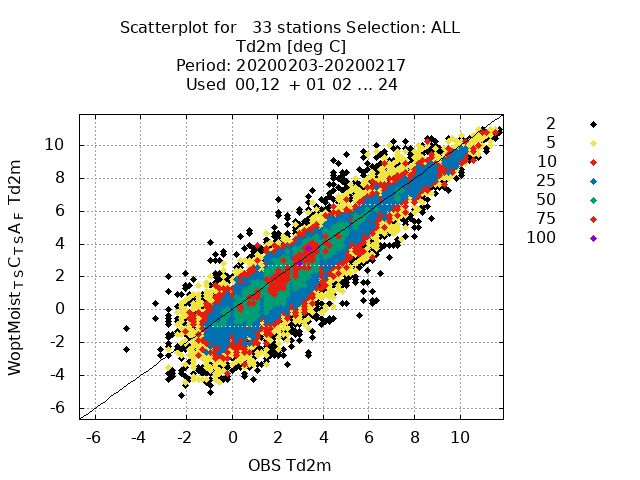 Scatterplot for 33 stations Selection: ALL
Td2m [deg C]
Period: 20200203-20200217
Used 00,12 + 01 02 ... 24
2
5
10
25
50
75
100
WoptMoist_T_S C_T_S A_F Td2m
10
8
6
4
2
0
-2
-4
-6
-6 -4 -2 0 2 4 6 8 10
OBS Td2m